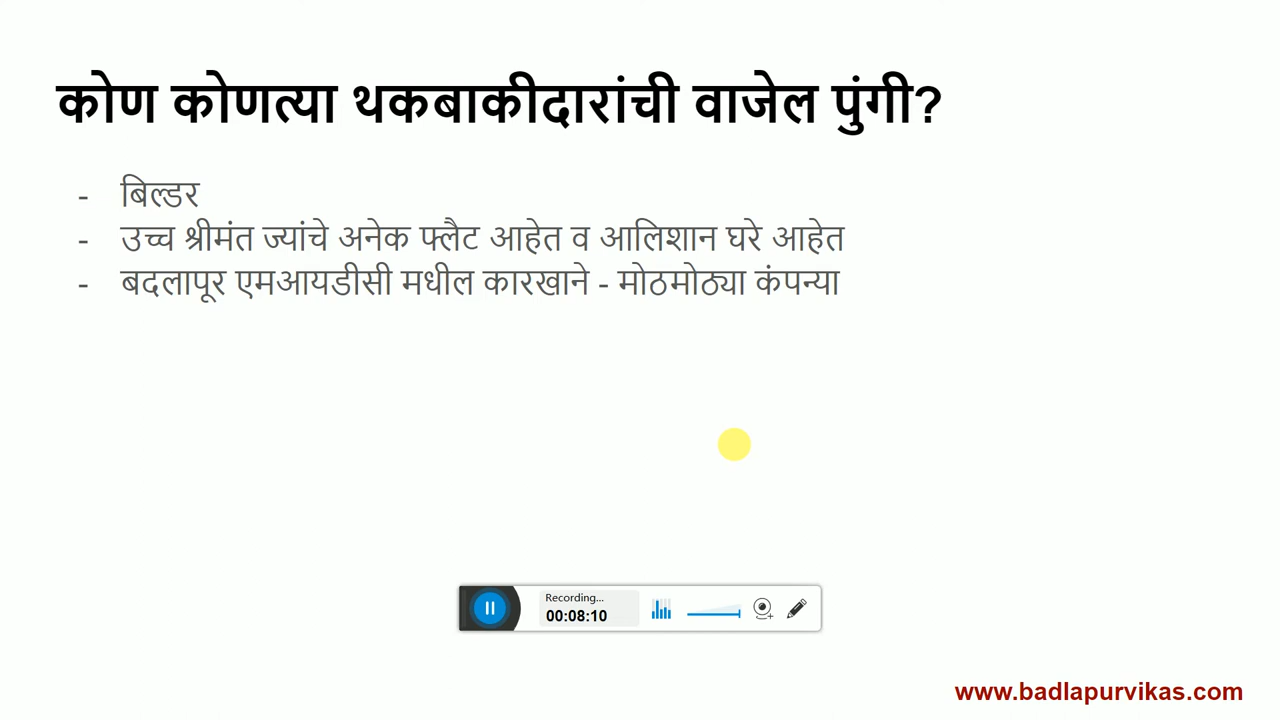 कोण कोणत्या थकबाकीदारांची वाजेल पुंगी?
- बिल्डर
- उच्च श्रीमंत ज्यांचे अनेक फ्लैट आहेत व आलिशान घरे आहेत
- बदलापूर एमआयडीसी मधील कारखाने - मोठमोठ्या कंपन्या
Recording...
00:08:10
www.badlapurvikas.com